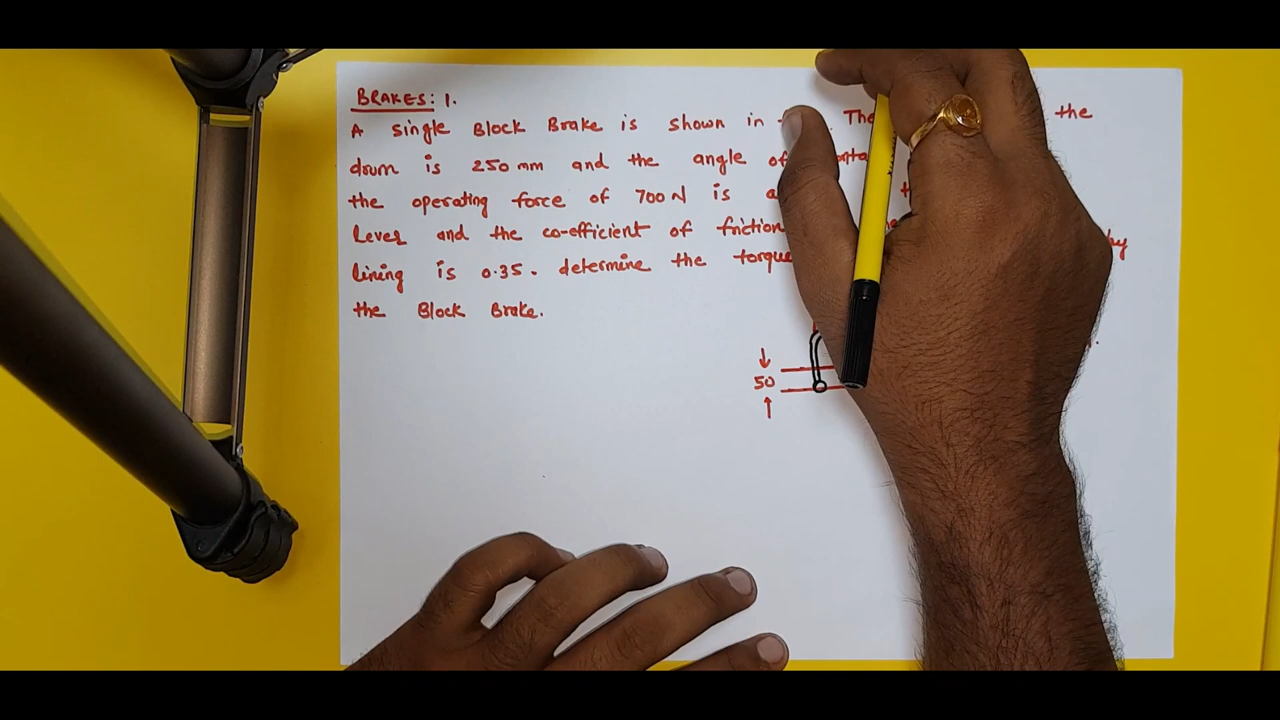 BRAKES: 1.
A single Block Brake is shown in The the
drum is 250 mm and the angle of
the operating force of 700 N is
Lever and the co-efficient of friction by
lining is 0.35. determine the torque
the Block Brake.
50